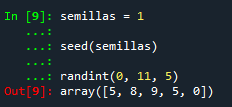 In [9]: semillas = 1
...:
...: seed(semillas)
...:
...: randint(0, 11, 5)
Out[9]: array([5, 8, 9, 5, 0])